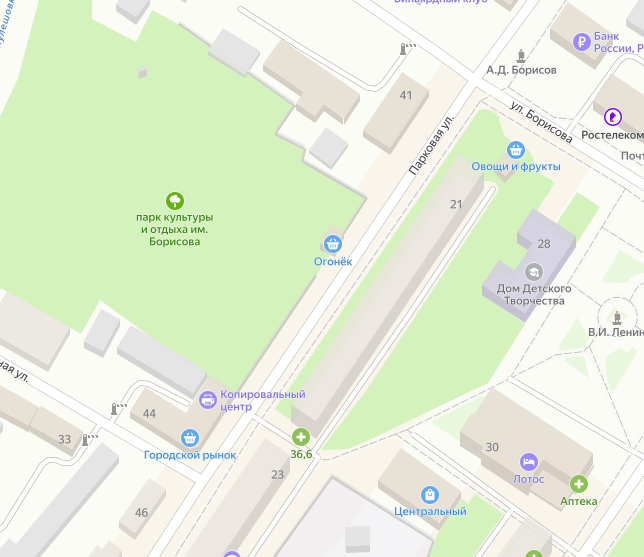 Бильярдный клуб
Банк
России, Р
А.Д. Борисов
41
ул. Борисова
Ростелеком
Почт
Парковая ул.
Овощи и фрукты
21
парк культуры
и отдыха им.
Борисова
28
Огонёк
Дом Детского
Творчества
В.И. Ленин
ная ул.
Копировальный
центр
44
33
Городской рынок
36,6
30
23
Лотос
Аптека
46
Центральный